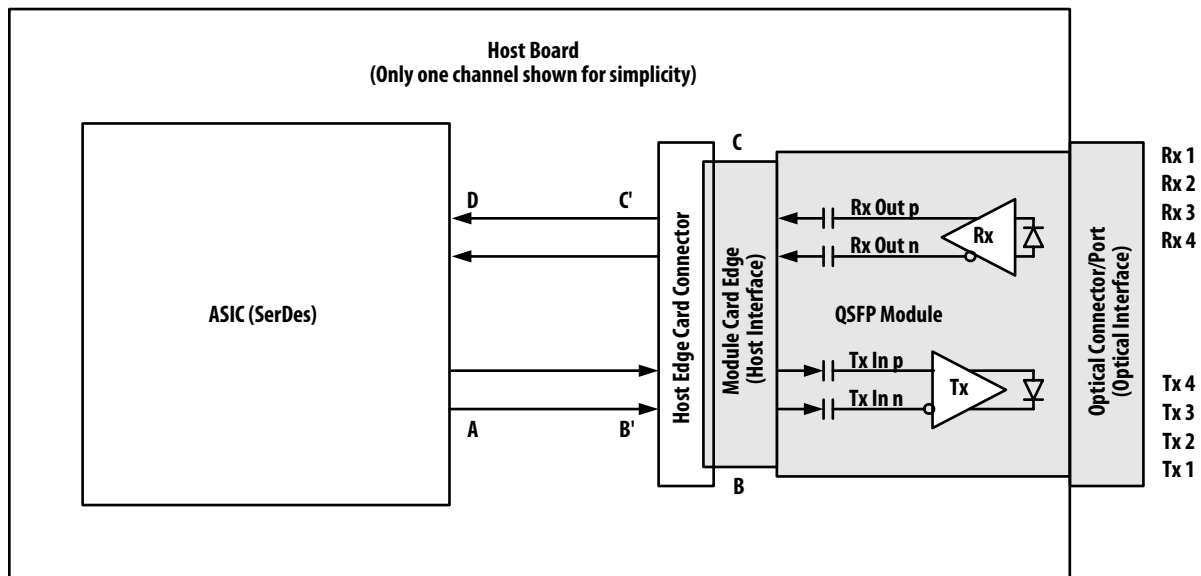 Host Board
(Only one channel shown for simplicity)
ASIC (SerDes)
D
C'
A
B'
Host Edge Card Connector
C
Module Card Edge
(Host Interface)
B
Rx Out p
Rx Out n
Rx
QSFP Module
Tx In p
Tx In n
Tx
Optical Connector/Port
(Optical Interface)
Rx 1
Rx 2
Rx 3
Rx 4
Tx 4
Tx 3
Tx 2
Tx 1